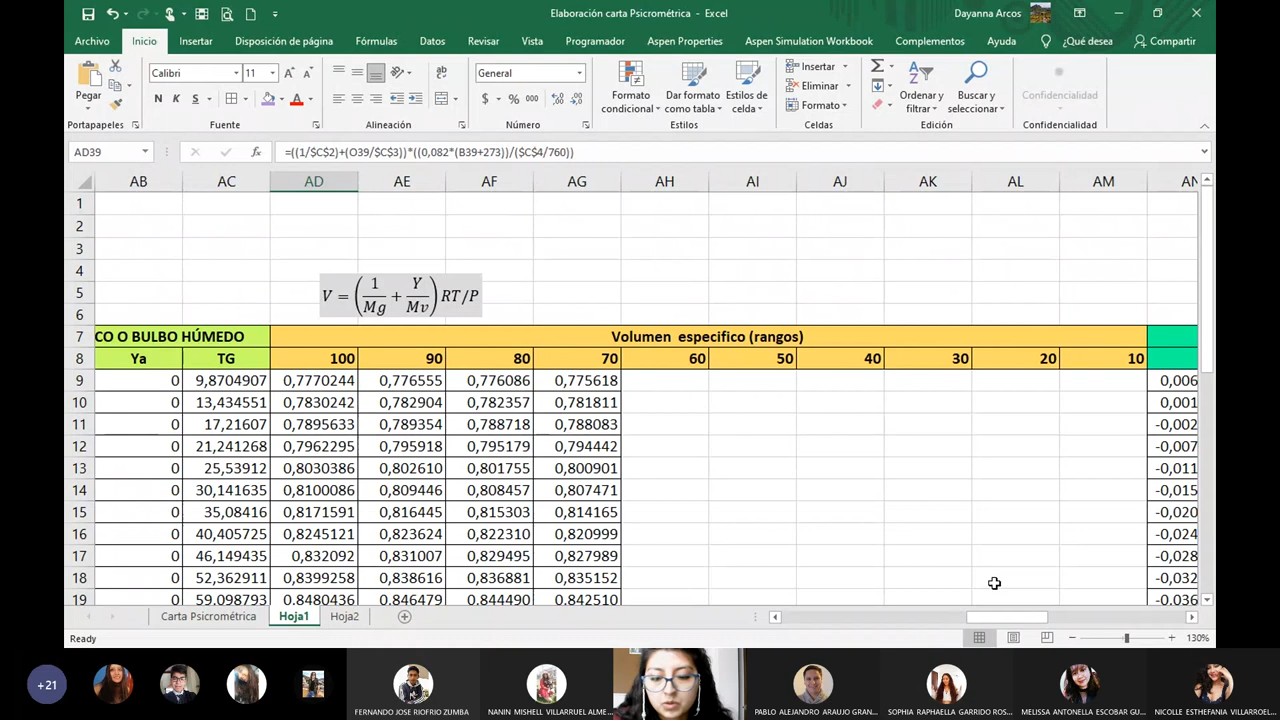 Elaboración carta Psicrométrica - Excel
Dayanna Arcos
Archivo Inicio Insertar Disposición de página Fórmulas Datos Revisar Vista Programador Aspen Properties Aspen Simulation Workbook Complementos Ayuda ¿Qué desea Compartir
Pegar
Calibri 11
N K S
General
$ % 000
Formato condicional
Dar formato como tabla
Estilos de celda
Insertar
Eliminar
Formato
Ordenar y filtrar
Buscar y seleccionar
Confidencialidad
Portapapeles Fuente Alineación Número Estilos Celdas Edición Confidencialidad
AD39 fx =((1/$C$2)+(O39/$C$3))*((0,082*(B39+273))/($C$4/760))
AB AC AD AE AF AG AH AI AJ AK AL AM AN
1
2
3
4
5 V = (1/Mg + Y/Mv) RT/P
6
7 CO O BULBO HÚMEDO Volumen especifico (rangos)
8 Ya TG 100 90 80 70 60 50 40 30 20 10
9 0 9,8704907 0,7770244 0,776555 0,776086 0,775618 0,006
10 0 13,434551 0,7830242 0,782904 0,782357 0,781811 0,001
11 0 17,21607 0,7895633 0,789354 0,788718 0,788083 -0,002
12 0 21,241268 0,7962295 0,795918 0,795179 0,794442 -0,007
13 0 25,53912 0,8030386 0,802610 0,801755 0,800901 -0,011
14 0 30,141635 0,8100086 0,809446 0,808457 0,807471 -0,015
15 0 35,08416 0,8171591 0,816445 0,815303 0,814165 -0,020
16 0 40,405725 0,8245121 0,823624 0,822310 0,820999 -0,024
17 0 46,149435 0,832092 0,831007 0,829495 0,827989 -0,028
18 0 52,362911 0,8399258 0,838616 0,836881 0,835152 -0,032
19 0 59,098793 0,8480436 0,846479 0,844490 0,842510 -0,036
Carta Psicrométrica Hoja1 Hoja2
Ready 130%
+21
FERNANDO JOSE RIOFRIO ZUMBA
NANIN MISHELL VILLARRUEL ALME...
PABLO ALEJANDRO ARAUJO GRAN...
SOPHIA RAPHAELLA GARRIDO ROS...
MELISSA ANTONELLA ESCOBAR GU...
NICOLLE ESTHEFANIA VILLARROEL...